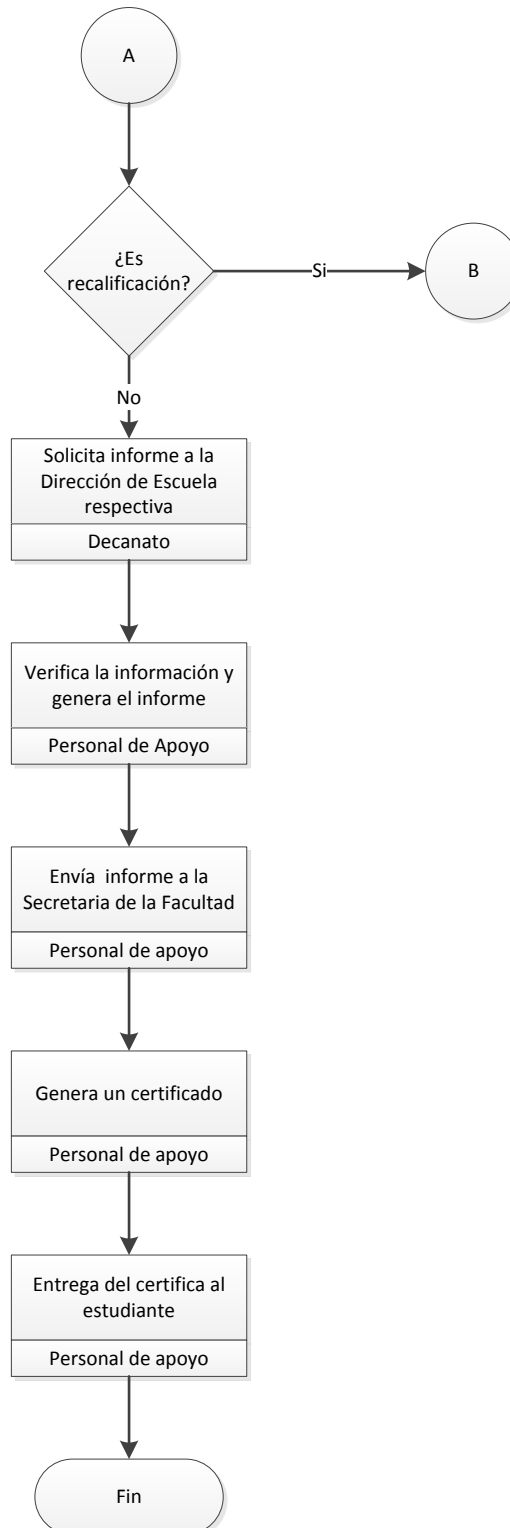 A
¿Es
recalificación?
Si
B
No
Solicita informe a la
Dirección de Escuela
respectiva
Decanato
Verifica la información y
genera el informe
Personal de Apoyo
Envía  informe a la
Secretaria de la Facultad
Personal de apoyo
Genera un certificado
Personal de apoyo
Entrega del certifica al
estudiante
Personal de apoyo
Fin